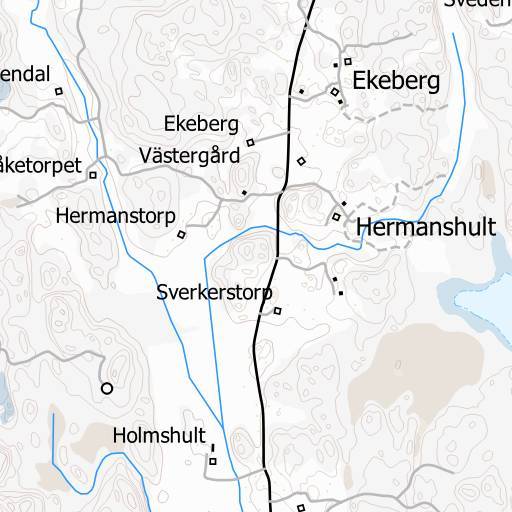 Ekeberg
Ekeberg
Västergård
Hermanstorp
Hermanshult
Sverkerstorp
Holmshult